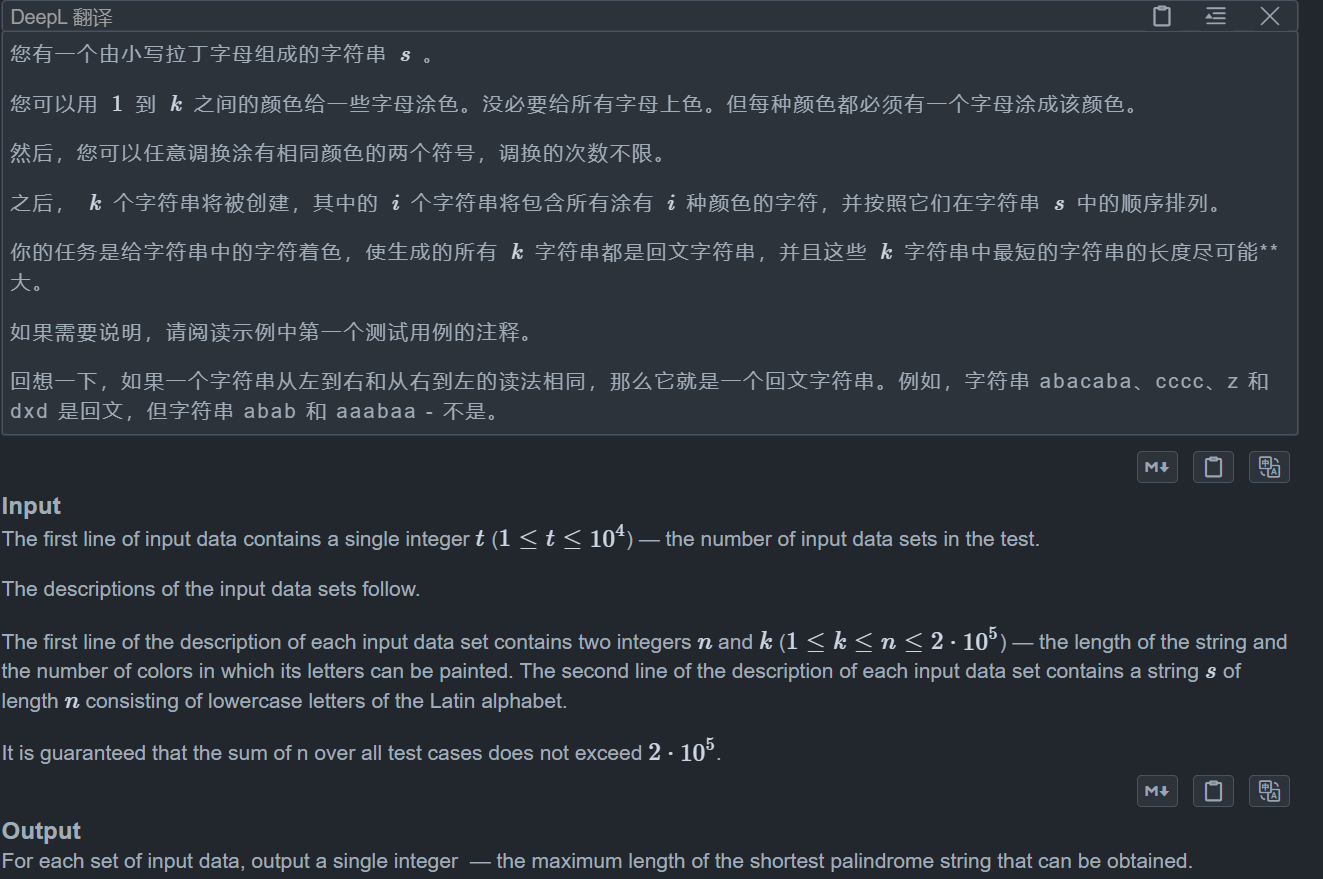 DeepL 翻译
您有一个由小写拉丁字母组成的字符串 s 。
您可以用 1 到 k 之间的颜色给一些字母涂色。没必要给所有字母上色。但每种颜色都必须有一个字母涂成该颜色。
然后，您可以任意调换涂有相同颜色的两个符号，调换的次数不限。
之后， k 个字符串将被创建，其中的 i 个字符串将包含所有涂有 i 种颜色的字符，并按照它们在字符串 s 中的顺序排列。
你的任务是给字符串中的字符着色，使生成的所有 k 字符串都是回文字符串，并且这些 k 字符串中最短的字符串的长度尽可能**
大。
如果需要说明，请阅读示例中第一个测试用例的注释。
回想一下，如果一个字符串从左到右和从右到左的读法相同，那么它就是一个回文字符串。例如，字符串 abacaba、cccc、z 和
dxd 是回文，但字符串 abab 和 aaabaa - 不是。
M↓
Input
The first line of input data contains a single integer t (1 ≤ t ≤ 10^4) — the number of input data sets in the test.
The descriptions of the input data sets follow.
The first line of the description of each input data set contains two integers n and k (1 ≤ k ≤ n ≤ 2 · 10^5) — the length of the string and
the number of colors in which its letters can be painted. The second line of the description of each input data set contains a string s of
length n consisting of lowercase letters of the Latin alphabet.
It is guaranteed that the sum of n over all test cases does not exceed 2 · 10^5.
M↓
Output
For each set of input data, output a single integer — the maximum length of the shortest palindrome string that can be obtained.